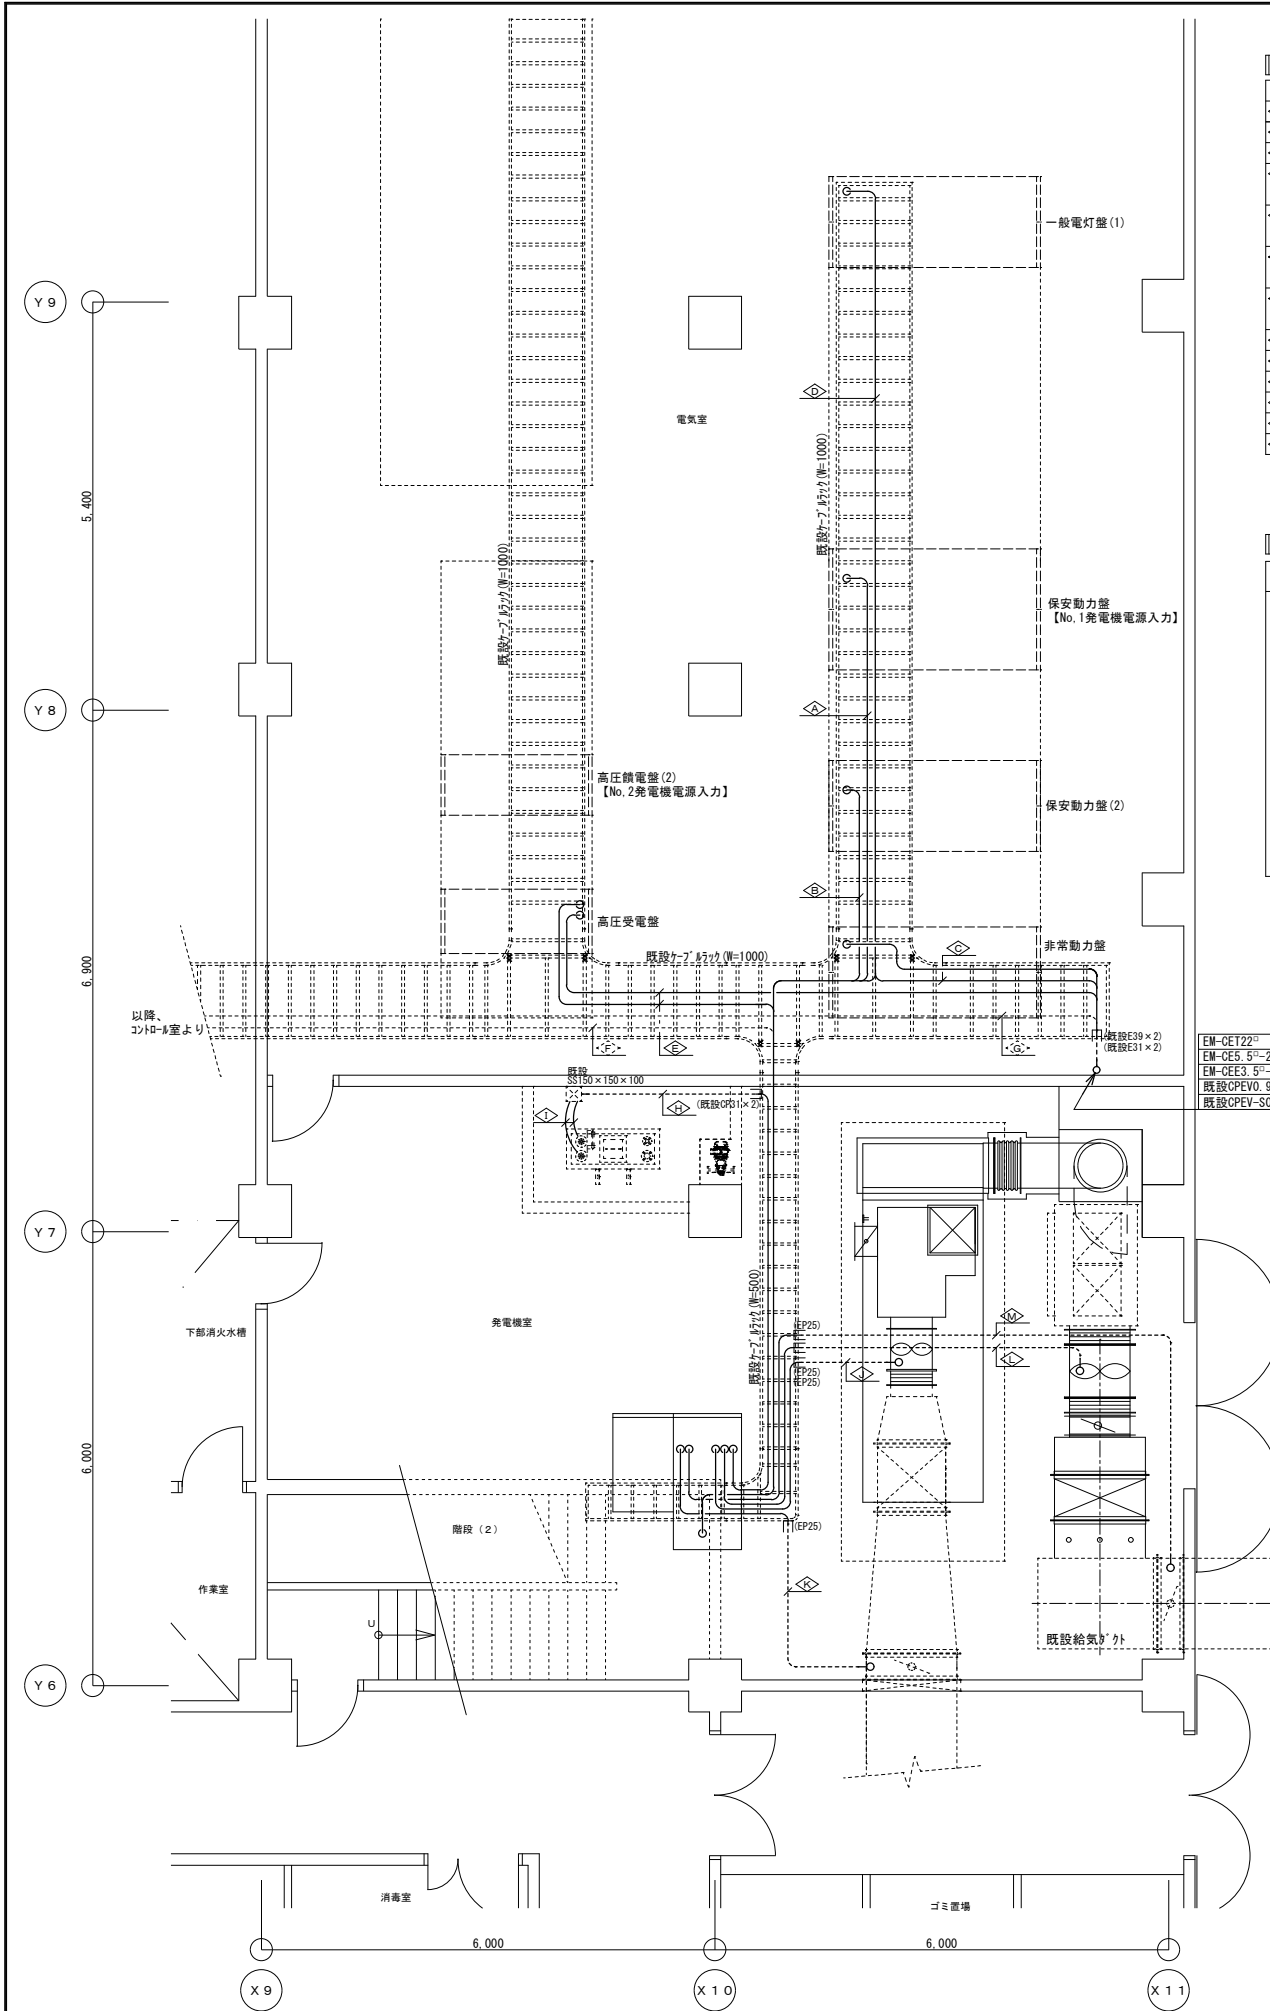 一般電灯盤(1)
Y 9
D
電気室
既設ケーブルラック(W=1000)
5,400
既設ケーブルラック(W=1000)
保安動力盤
【No,1発電機電源入力】
Y 8
A
高圧饋電盤(2)
【No,2発電機電源入力】
保安動力盤(2)
B
高圧受電盤
非常動力盤
C
既設ケーブルラック(W=1000)
6,900
以降、
コントロール室より
F
E
G
(既設E39×2)
(既設E31×2)
EM-CET22□
EM-CE5.5□-2
EM-CEE3.5□-
既設CPEV0.9
既設CPEV-S0
既設
SS150×150×100
I
H
(既設CP31×2)
Y 7
下部消火水槽
発電機室
既設ケーブルラック(W=500)
(EP25)
M
L
(EP25)
(EP25)
J
6,000
階段（2）
(EP25)
作業室
K
U
既設給気ダクト
Y 6
消毒室
ゴミ置場
6,000
6,000
X 9
X 1 0
X 1 1